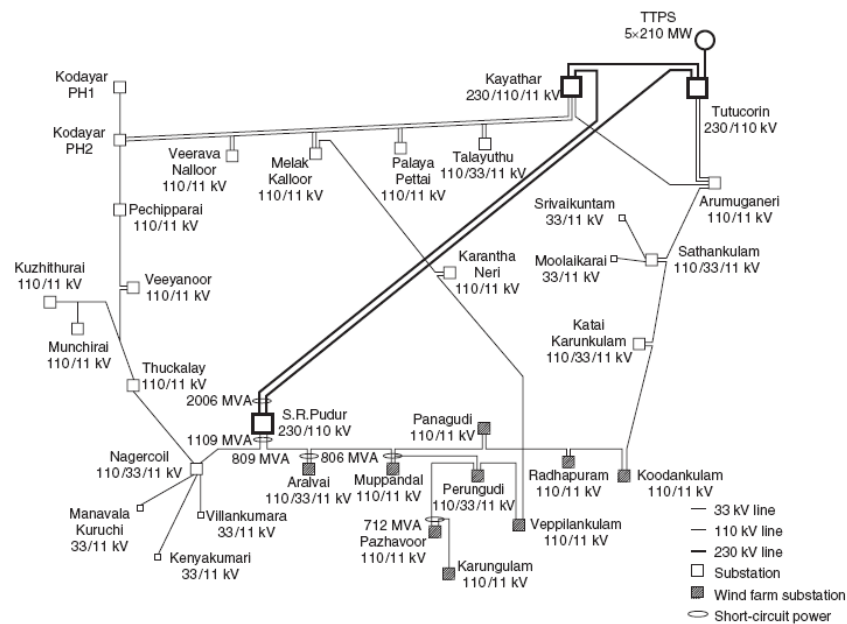 TTPS
5×210 MW
Kodayar
PH1
Kayathar
230/110/11 kV
Tutucorin
230/110 kV
Kodayar
PH2
Veerava
Nalloor
110/11 kV
Melak
Kalloor
110/11 kV
Palaya
Pettai
110/11 kV
Talayuthu
110/33/11 kV
Arumuganeri
110/11 kV
Pechipparai
110/11 kV
Srivaikuntam
33/11 kV
Sathankulam
110/33/11 kV
Moolaikarai
33/11 kV
Kuzhithurai
110/11 kV
Veeyanoor
110/11 kV
Karantha
Neri
110/11 kV
Munchirai
110/11 kV
Katai
Karunkulam
110/33/11 kV
Thuckalay
110/11 kV
2006 MVA
S.R.Pudur
230/110 kV
1109 MVA
Panagudi
110/11 kV
Nagercoil
110/33/11 kV
809 MVA
806 MVA
Aralvai
110/33/11 kV
Muppandal
110/11 kV
Perungudi
110/33/11 kV
Radhapuram
110/11 kV
Koodankulam
110/11 kV
Manavala
Kuruchi
33/11 kV
Villankumara
33/11 kV
Kenyakumari
33/11 kV
712 MVA
Pazhavoor
110/11 kV
Veppilankulam
110/11 kV
Karungulam
110/11 kV
33 kV line
110 kV line
230 kV line
Substation
Wind farm substation
Short-circuit power